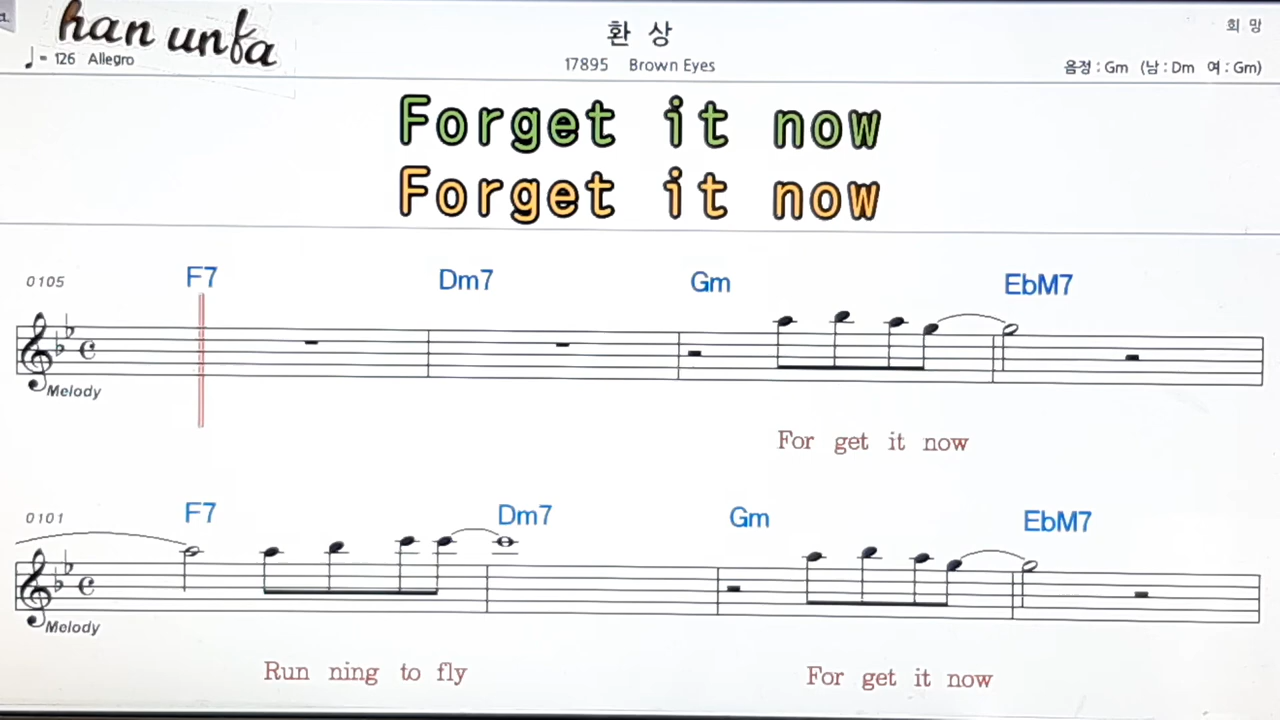 han unfa
환 상
희 망
♩ = 126 Allegro
17895 Brown Eyes
음정 : Gm (남 : Dm 여 : Gm)
Forget it now
Forget it now
0105 F7 Dm7 Gm EbM7
Melody
For get it now
0101 F7 Dm7 Gm EbM7
Melody
Run ning to fly For get it now